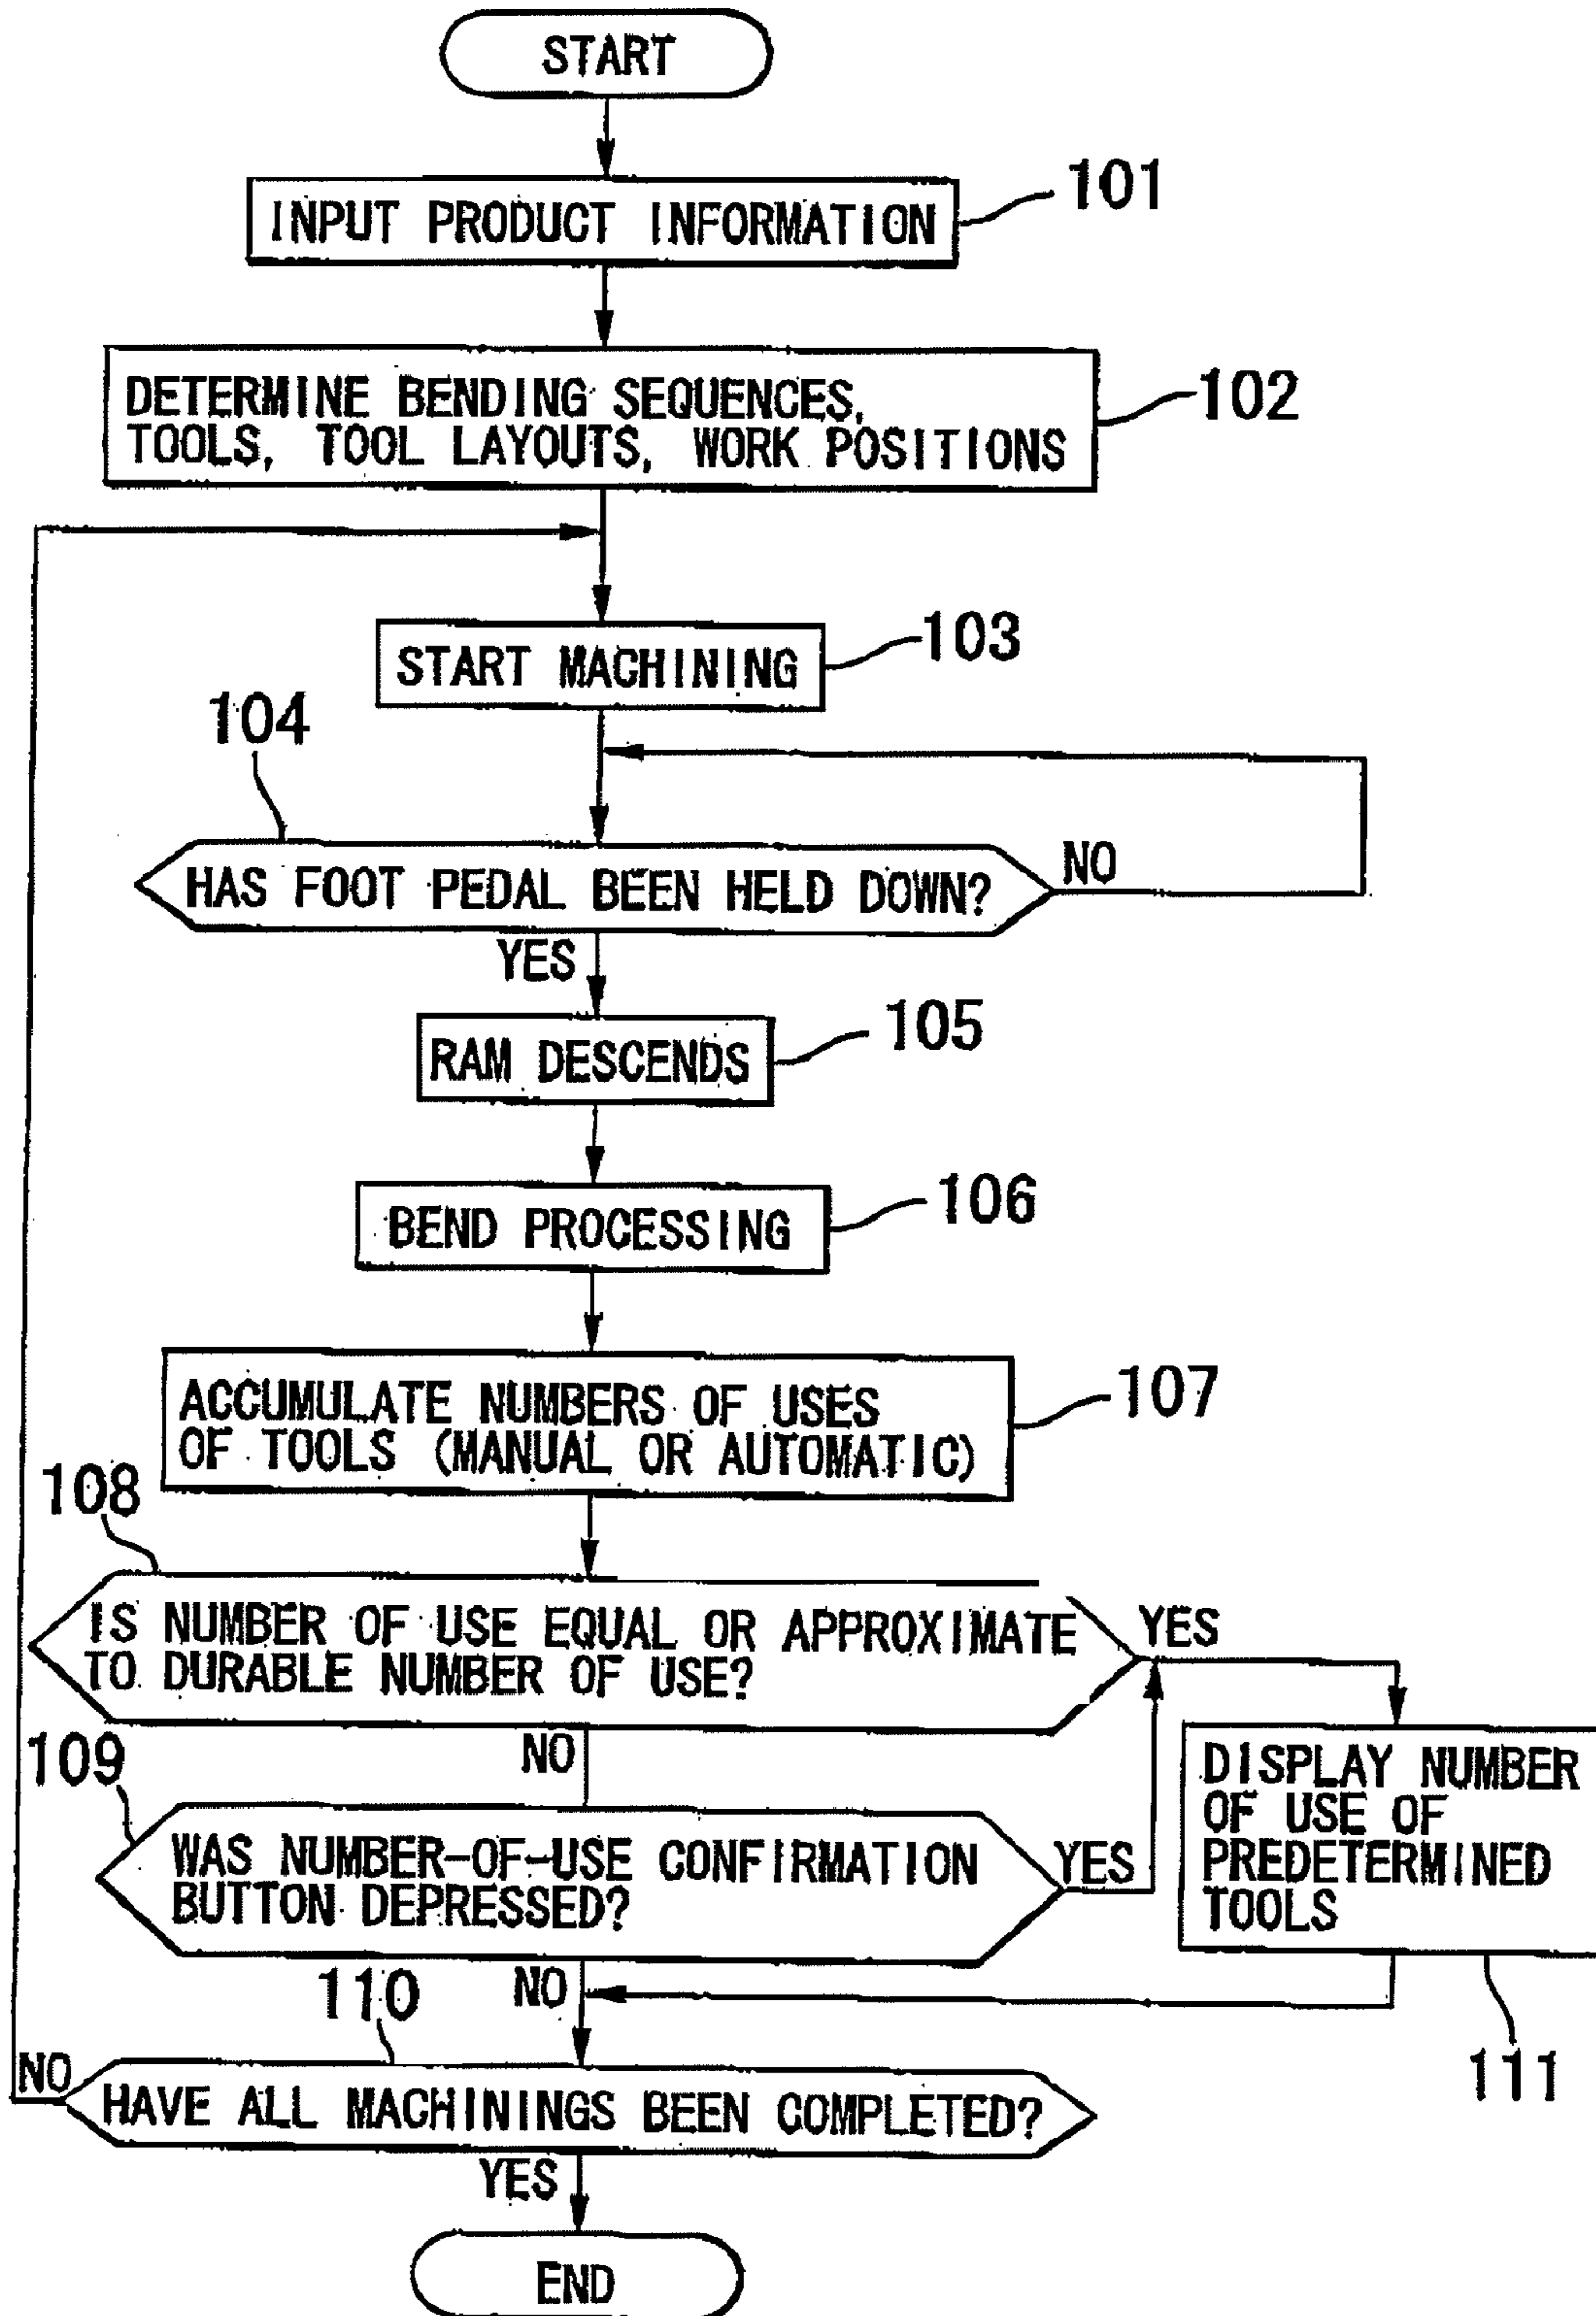 START
INPUT PRODUCT INFORMATION
101
DETERMINE BENDING SEQUENCES,
TOOLS, TOOL LAYOUTS, WORK POSITIONS
102
START MACHINING
103
104
HAS FOOT PEDAL BEEN HELD DOWN?
NO
YES
RAM DESCENDS
105
BEND PROCESSING
106
ACCUMULATE NUMBERS OF USES
OF TOOLS (MANUAL OR AUTOMATIC)
107
108
IS NUMBER OF USE EQUAL OR APPROXIMATE
TO DURABLE NUMBER OF USE?
YES
NO
109
WAS NUMBER-OF-USE CONFIRMATION
BUTTON DEPRESSED?
YES
DISPLAY NUMBER
OF USE OF
PREDETERMINED
TOOLS
111
NO
110
HAVE ALL MACHININGS BEEN COMPLETED?
NO
YES
END